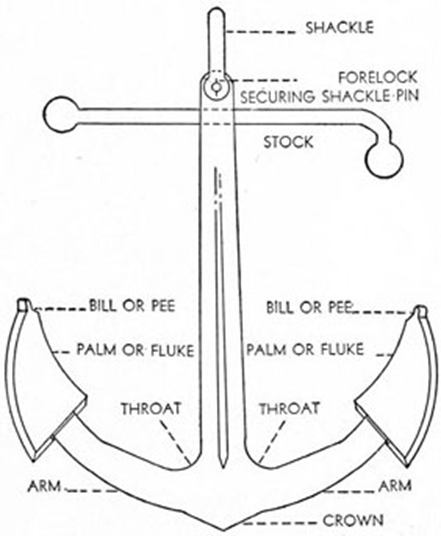 SHACKLE
FORELOCK
SECURING SHACKLE PIN
STOCK
BILL OR PEE
BILL OR PEE
PALM OR FLUKE
PALM OR FLUKE
THROAT
THROAT
ARM
ARM
CROWN